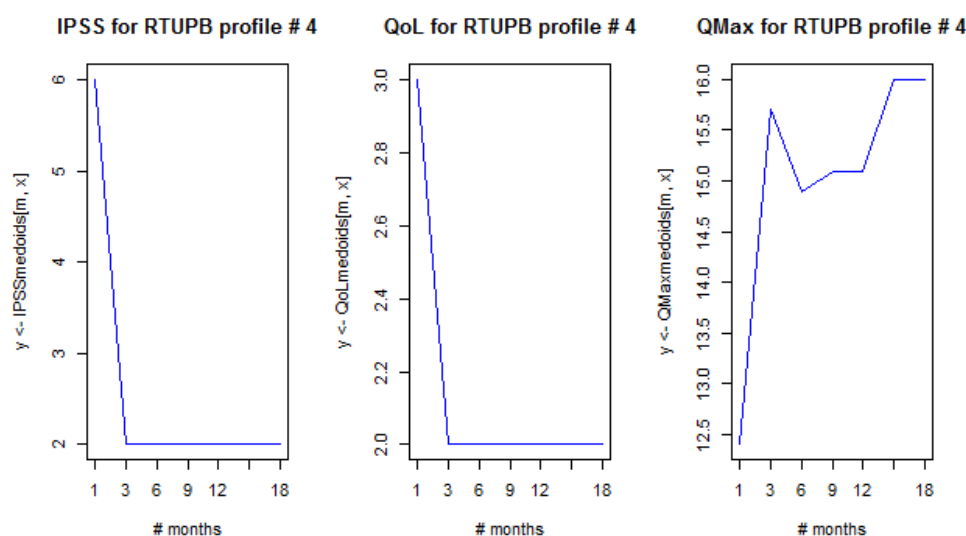 IPSS for RTUPB profile # 4
y <- IPSSmedoids[m, x]
6
5
4
3
2
1 3 6 9 12 18
# months
QoL for RTUPB profile # 4
y <- QoLmedoids[m, x]
3.0
2.8
2.6
2.4
2.2
2.0
1 3 6 9 12 18
# months
QMax for RTUPB profile # 4
y <- QMaxmedoids[m, x]
16.0
15.5
15.0
14.5
14.0
13.5
13.0
12.5
1 3 6 9 12 18
# months